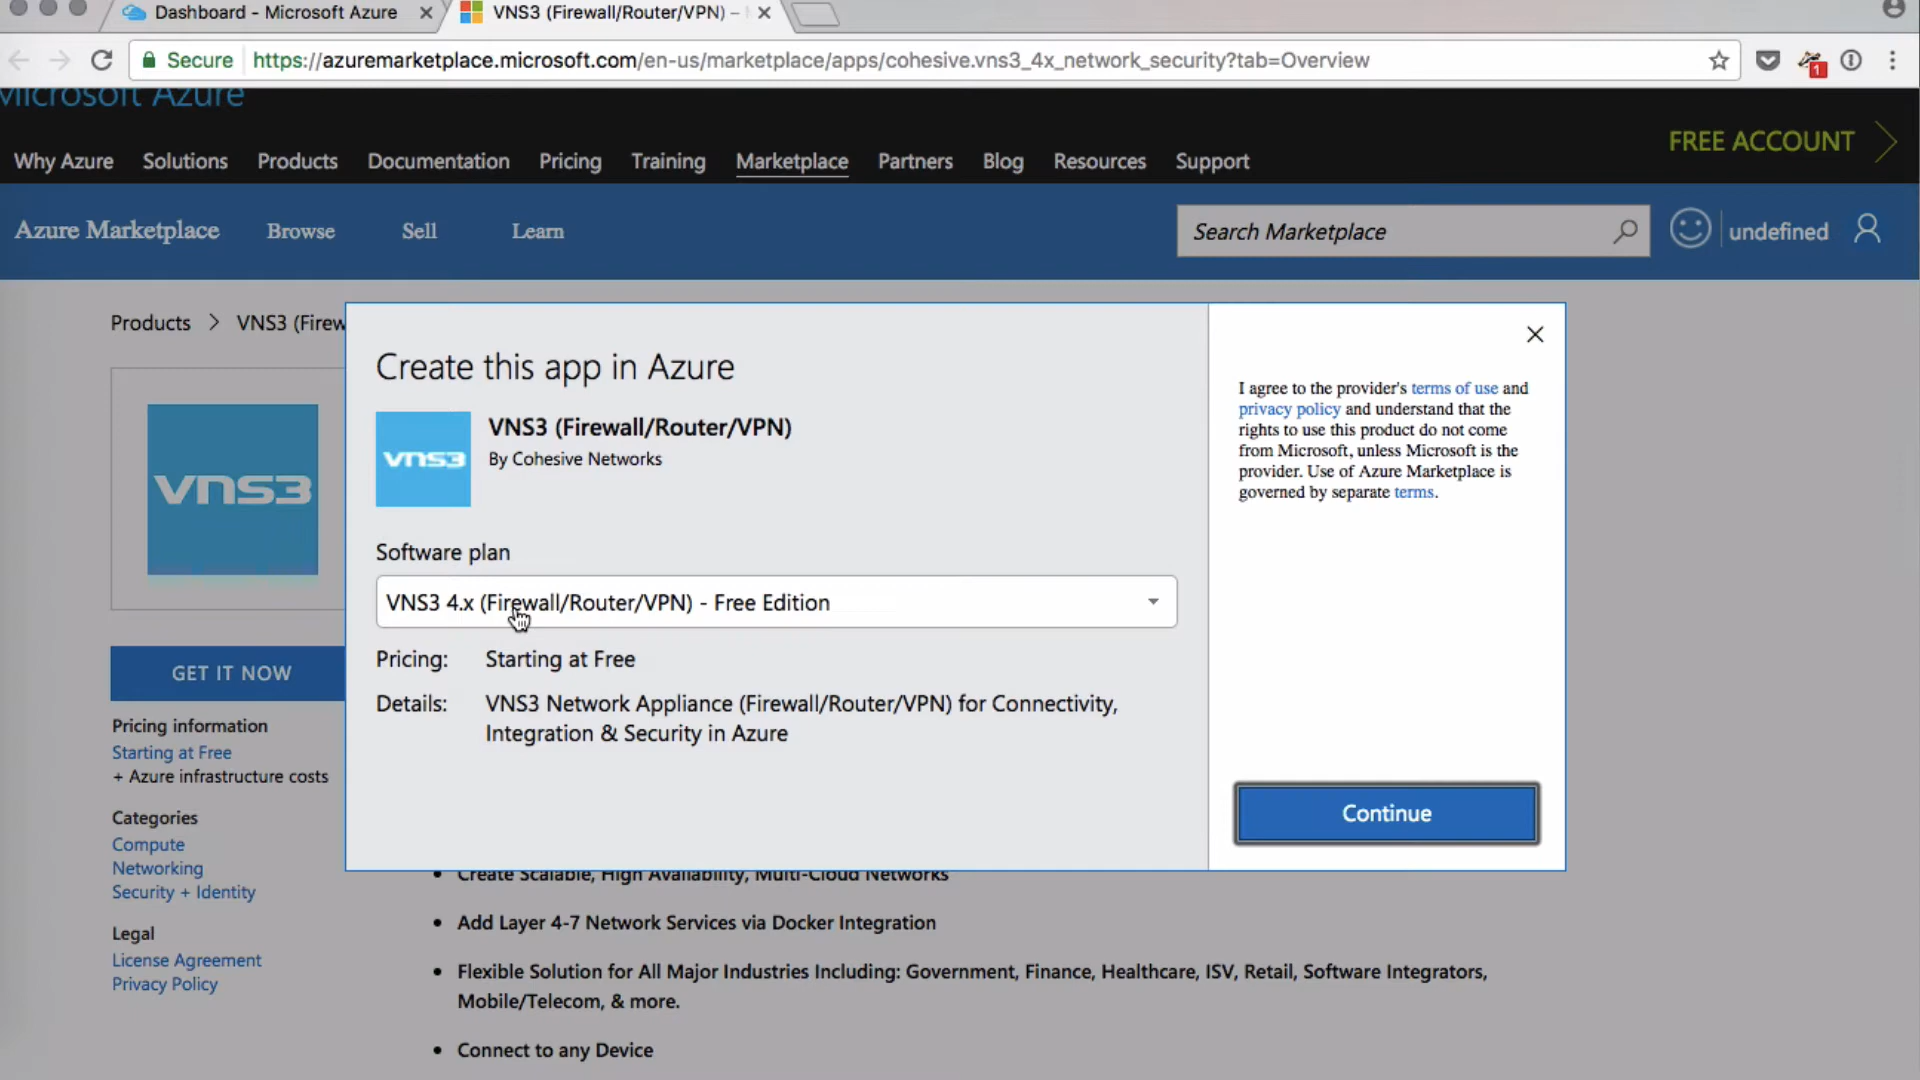 Dashboard - Microsoft Azure
VNS3 (Firewall/Router/VPN) –
Secure https://azuremarketplace.microsoft.com/en-us/marketplace/apps/cohesive.vns3_4x_network_security?tab=Overview
1
Microsoft Azure
FREE ACCOUNT
Why Azure Solutions Products Documentation Pricing Training Marketplace Partners Blog Resources Support
Azure Marketplace Browse Sell Learn Search Marketplace undefined
Products > VNS3 (Firew
VNS3
GET IT NOW
Pricing information
Starting at Free
+ Azure infrastructure costs
Categories
Compute
Networking
Security + Identity
Legal
License Agreement
Privacy Policy
Create this app in Azure
VNS3
VNS3 (Firewall/Router/VPN)
By Cohesive Networks
Software plan
VNS3 4.x (Firewall/Router/VPN) - Free Edition
Pricing: Starting at Free
Details: VNS3 Network Appliance (Firewall/Router/VPN) for Connectivity,
Integration & Security in Azure
I agree to the provider's terms of use and
privacy policy and understand that the
rights to use this product do not come
from Microsoft, unless Microsoft is the
provider. Use of Azure Marketplace is
governed by separate terms.
Continue
• Create Scalable, High Availability, Multi-Cloud Networks
• Add Layer 4-7 Network Services via Docker Integration
• Flexible Solution for All Major Industries Including: Government, Finance, Healthcare, ISV, Retail, Software Integrators,
Mobile/Telecom, & more.
• Connect to any Device